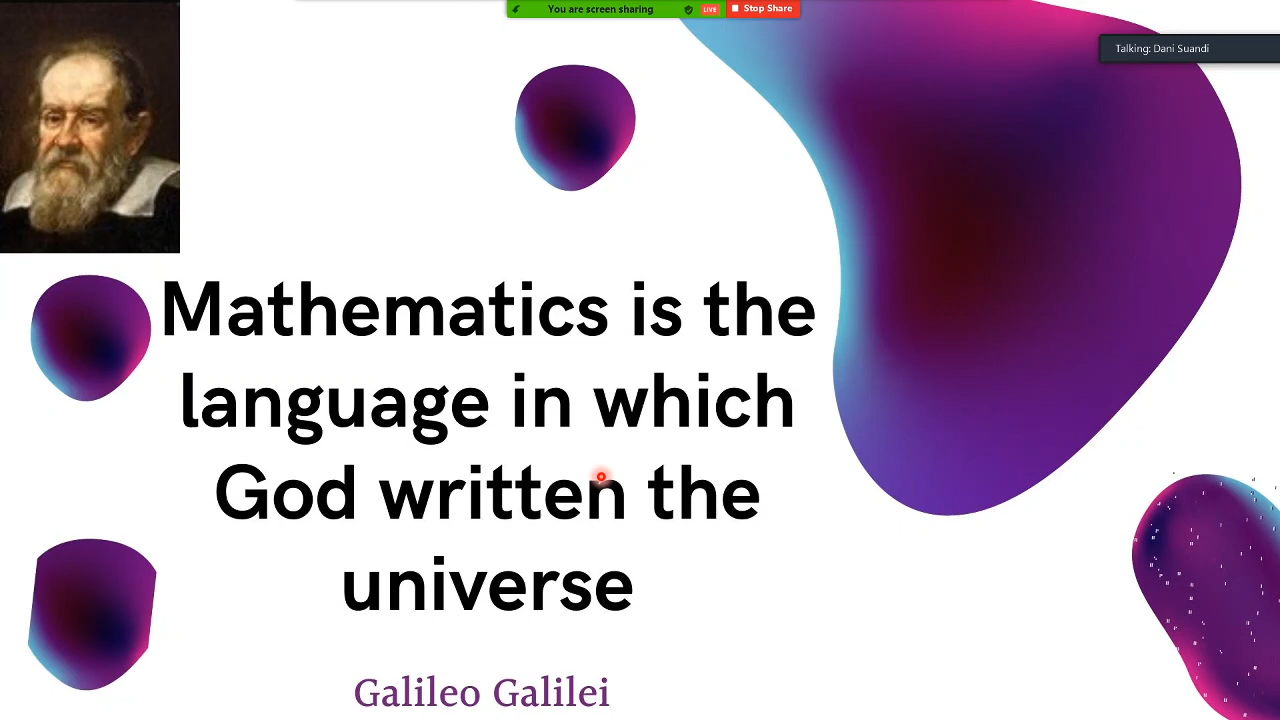 You are screen sharing LIVE Stop Share
Talking: Dani Suandi
Mathematics is the
language in which
God written the
universe
Galileo Galilei